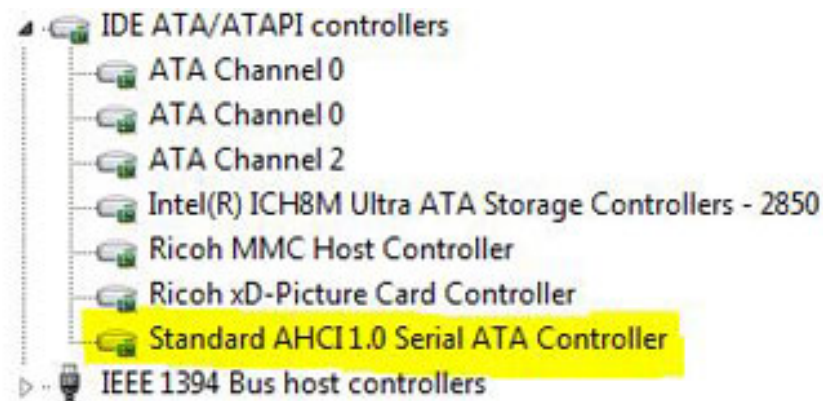 IDE ATA/ATAPI controllers
ATA Channel 0
ATA Channel 0
ATA Channel 2
Intel(R) ICH8M Ultra ATA Storage Controllers - 2850
Ricoh MMC Host Controller
Ricoh xD-Picture Card Controller
Standard AHCI 1.0 Serial ATA Controller
IEEE 1394 Bus host controllers